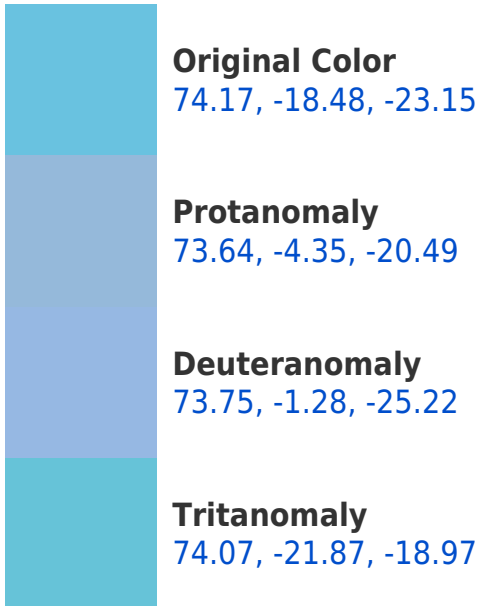 Original Color
74.17, -18.48, -23.15
Protanomaly
73.64, -4.35, -20.49
Deuteranomaly
73.75, -1.28, -25.22
Tritanomaly
74.07, -21.87, -18.97